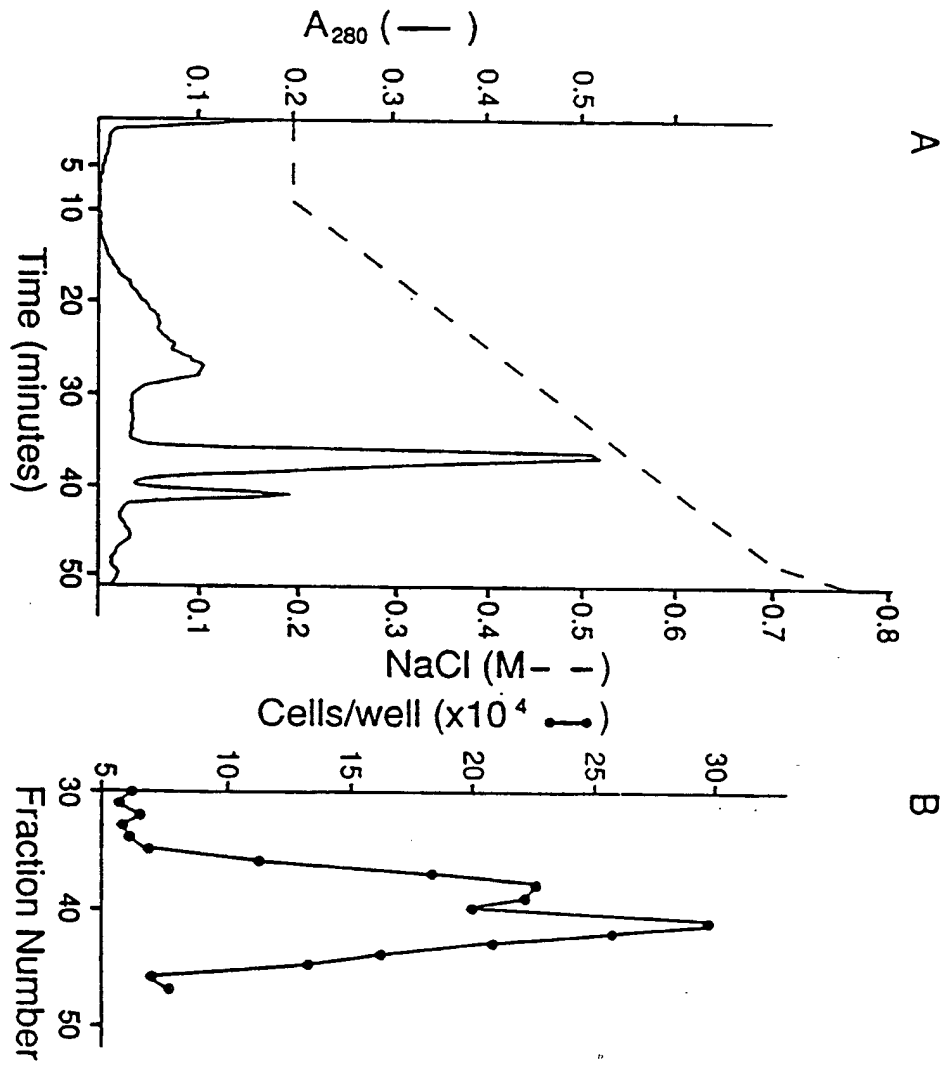 A
A280 (—)
0.1 0.2 0.3 0.4 0.5
5 10 20 30 40 50
Time (minutes)
0.1 0.2 0.3 0.4 0.5 0.6 0.7 0.8
NaCl (M– –)
B
Cells/well (x10 4 •—•)
5 10 15 20 25 30
30 40 50
Fraction Number